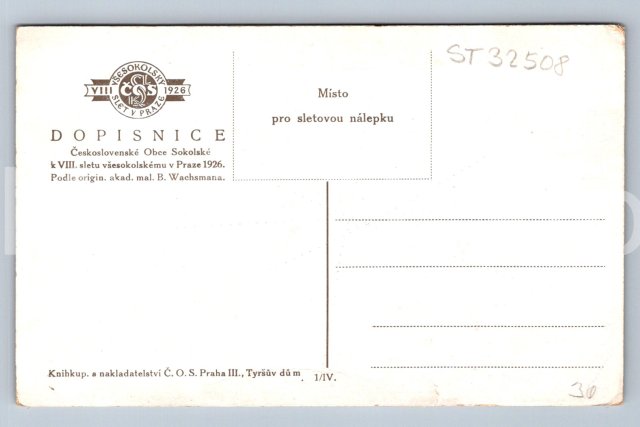 VŠESOKOLSKÝ
VIII ČOS 1926
SLET V PRAZE
DOPISNICE
Československé Obce Sokolské
k VIII. sletu všesokolskému v Praze 1926.
Podle origin. akad. mal. B. Wachsmana.
Místo
pro sletovou nálepku
ST32508
Knihkup. a nakladatelství Č. O. S. Praha III., Tyršův dům. 1/IV.
30